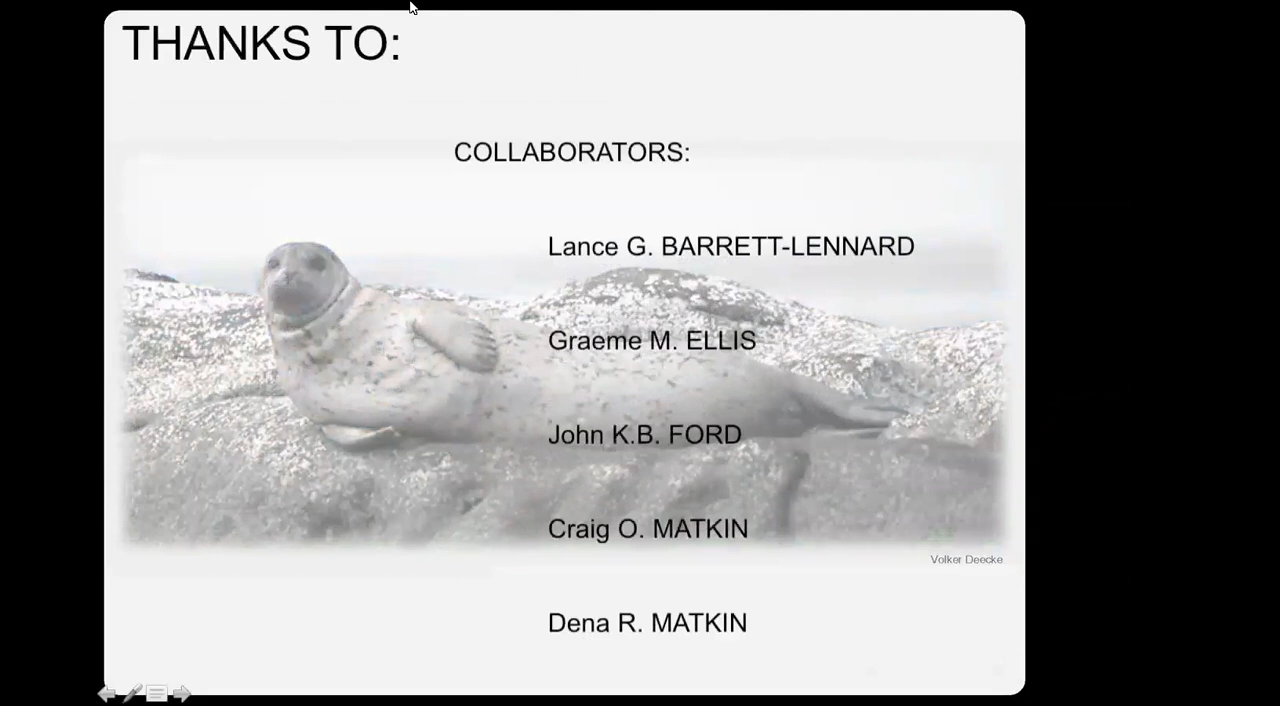 THANKS TO:
COLLABORATORS:
Lance G. BARRETT-LENNARD
Graeme M. ELLIS
John K.B. FORD
Craig O. MATKIN
Volker Deecke
Dena R. MATKIN